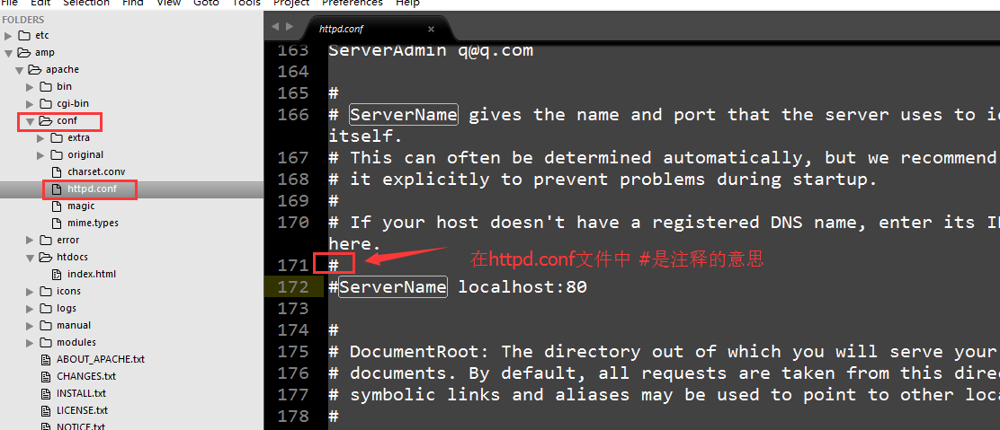 File Edit Selection Find View Goto Tools Project Preferences Help
FOLDERS
etc
amp
apache
bin
cgi-bin
conf
extra
original
charset.conv
httpd.conf
magic
mime.types
error
htdocs
index.html
icons
logs
manual
modules
ABOUT_APACHE.txt
CHANGES.txt
INSTALL.txt
LICENSE.txt
NOTICE.txt
httpd.conf ×
163 ServerAdmin q@q.com
164
165 #
166 # ServerName gives the name and port that the server uses to
itself.
167 # This can often be determined automatically, but we recommend
168 # it explicitly to prevent problems during startup.
169 #
170 # If your host doesn't have a registered DNS name, enter its
here.
171 #
在httpd.conf文件中 #是注释的意思
172 #ServerName localhost:80
173
174 #
175 # DocumentRoot: The directory out of which you will serve your
176 # documents. By default, all requests are taken from this
177 # symbolic links and aliases may be used to point to other
178 #